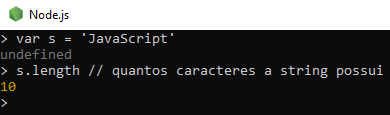 Node.js
> var s = 'JavaScript'
undefined
> s.length // quantos caracteres a string possui
10
>